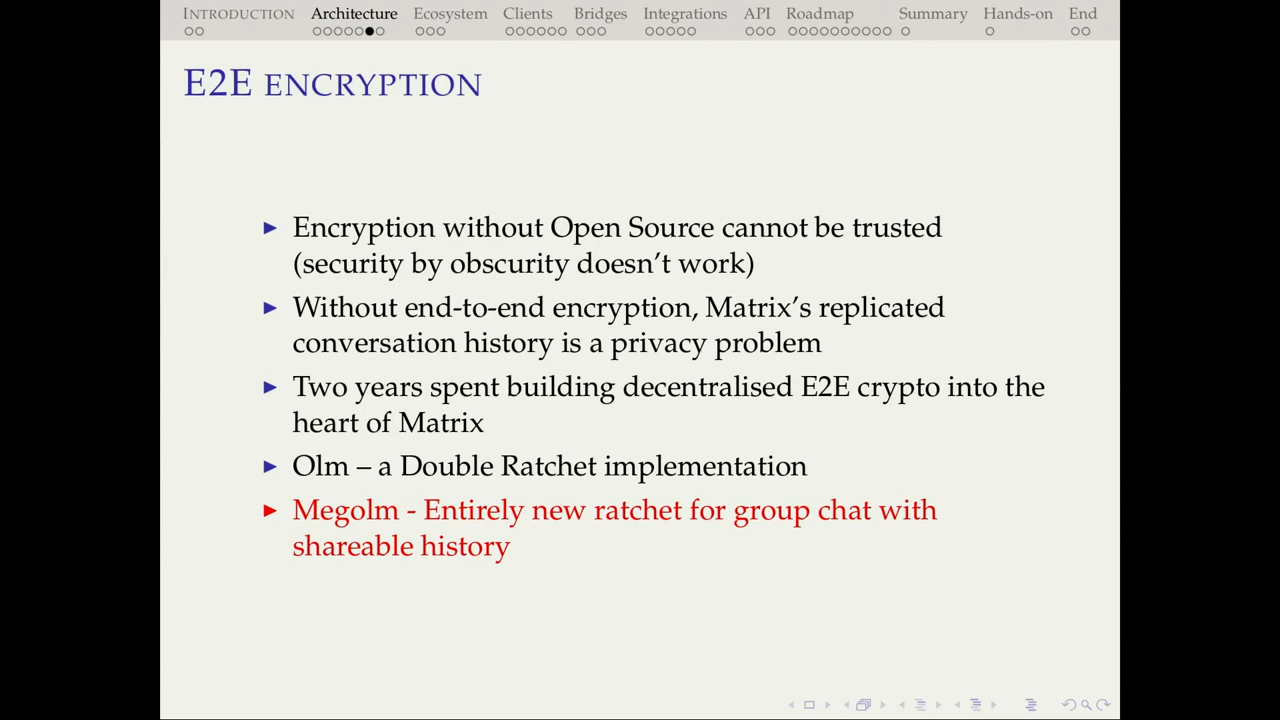 INTRODUCTION Architecture Ecosystem Clients Bridges Integrations API Roadmap Summary Hands-on End
E2E ENCRYPTION
Encryption without Open Source cannot be trusted
(security by obscurity doesn't work)
Without end-to-end encryption, Matrix's replicated
conversation history is a privacy problem
Two years spent building decentralised E2E crypto into the
heart of Matrix
Olm – a Double Ratchet implementation
Megolm - Entirely new ratchet for group chat with
shareable history